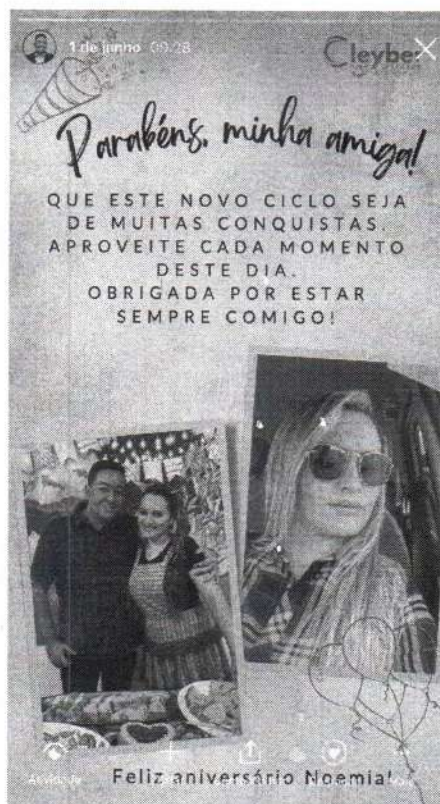 1 de junho 09:28
Cleyber
Parabéns, minha amiga!
QUE ESTE NOVO CICLO SEJA
DE MUITAS CONQUISTAS.
APROVEITE CADA MOMENTO
DESTE DIA.
OBRIGADA POR ESTAR
SEMPRE COMIGO!
Atividade
Feliz aniversário Noemia!